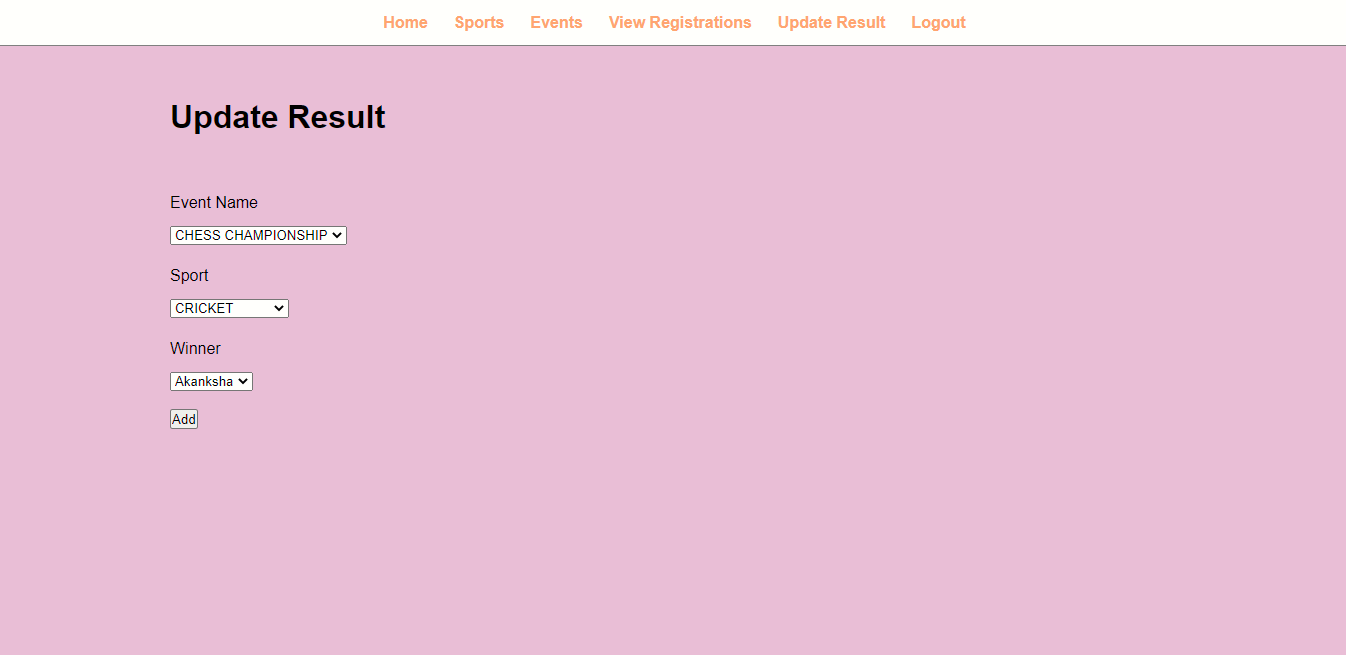 Home Sports Events View Registrations Update Result Logout
Update Result
Event Name
CHESS CHAMPIONSHIP
Sport
CRICKET
Winner
Akanksha
Add